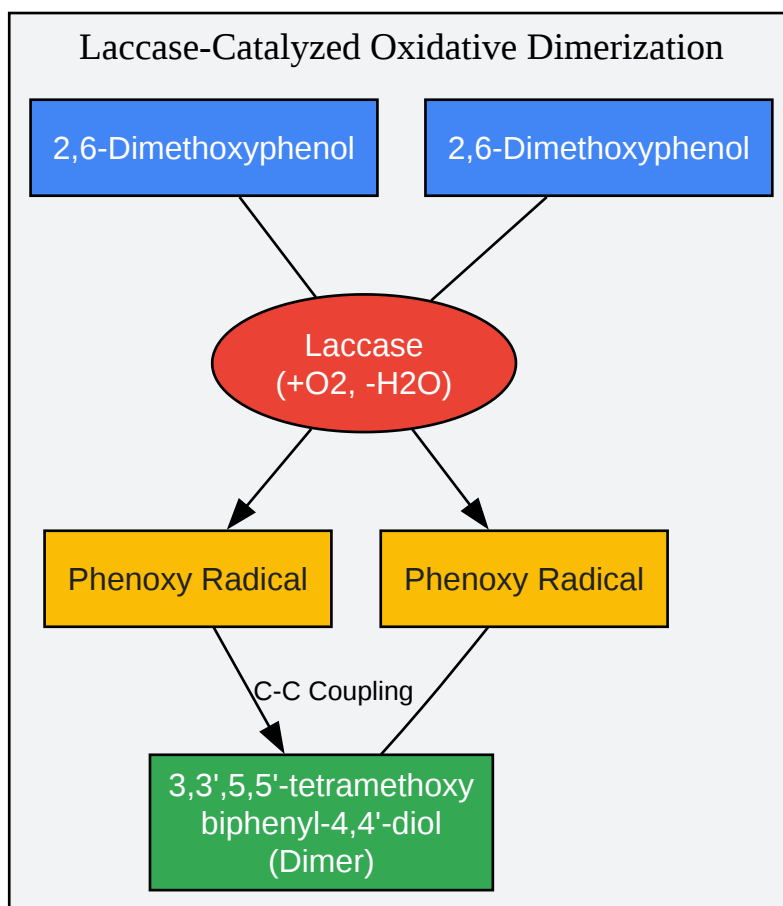 Laccase-Catalyzed Oxidative Dimerization
2,6-Dimethoxyphenol
2,6-Dimethoxyphenol
Laccase
(+O2, -H2O)
Phenoxy Radical
Phenoxy Radical
C-C Coupling
3,3',5,5'-tetramethoxy
biphenyl-4,4'-diol
(Dimer)